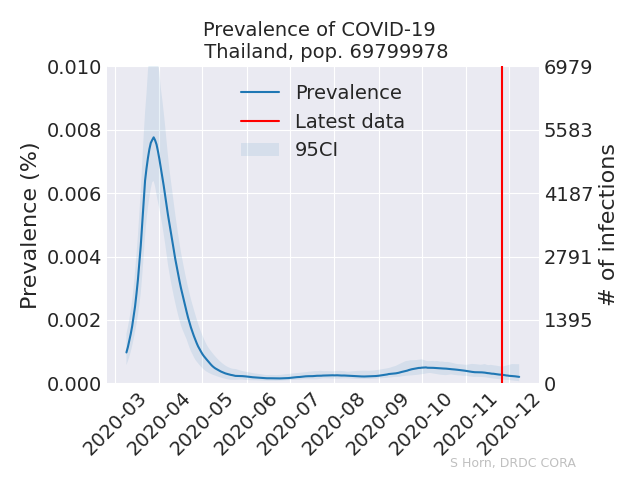 Prevalence of COVID-19
Thailand, pop. 69799978
0.010
0.008
0.006
0.004
0.002
0.000
Prevalence (%)
Prevalence
Latest data
95CI
6979
5583
4187
2791
1395
0
# of infections
2020-03
2020-04
2020-05
2020-06
2020-07
2020-08
2020-09
2020-10
2020-11
2020-12
S Horn, DRDC CORA